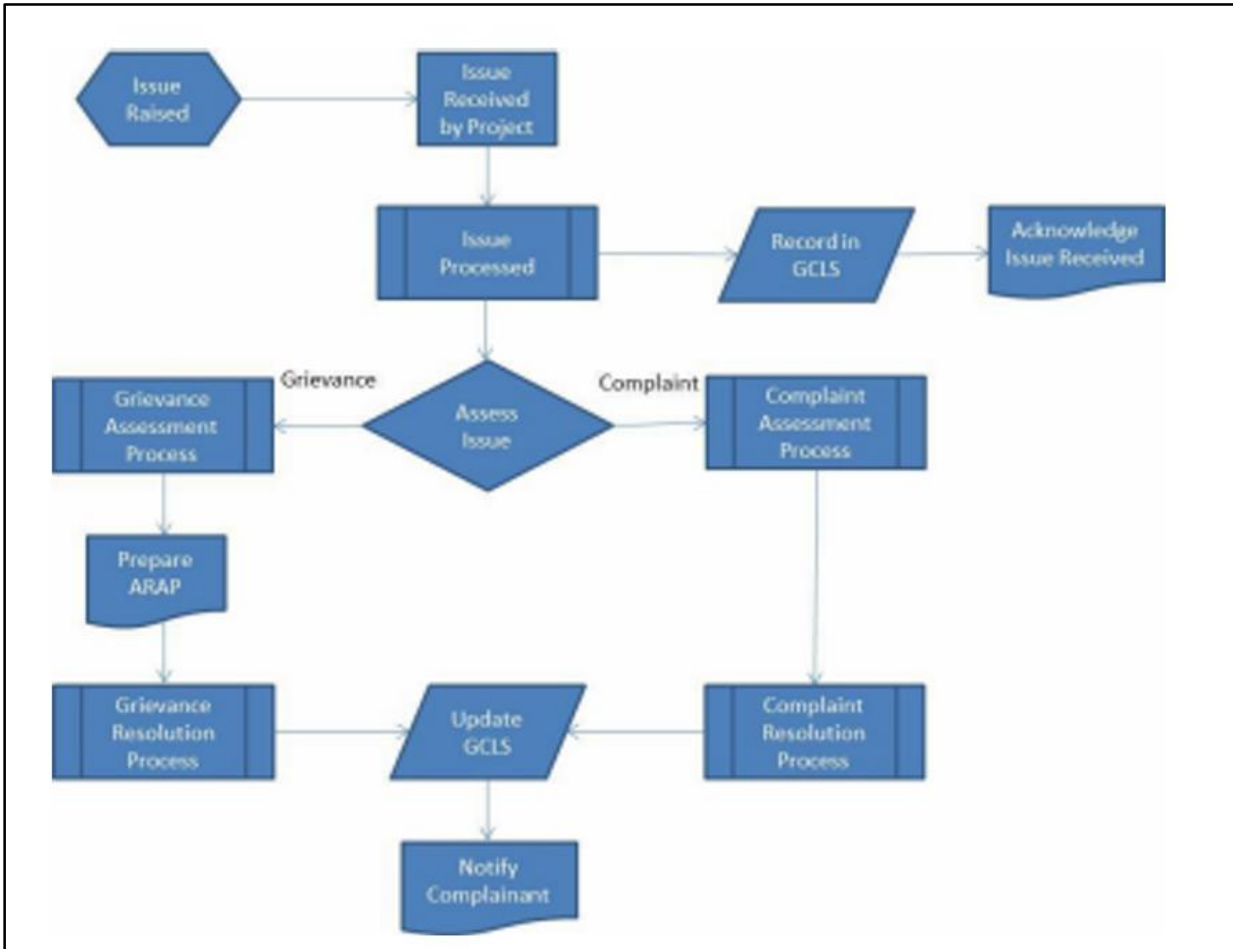 Issue
Raised
Issue
Received
by Project
Issue
Processed
Record in
GCLS
Acknowledge
Issue Received
Grievance
Assess
Issue
Complaint
Grievance
Assessment
Process
Complaint
Assessment
Process
Prepare
ARAP
Grievance
Resolution
Process
Update
GCLS
Complaint
Resolution
Process
Notify
Complainant